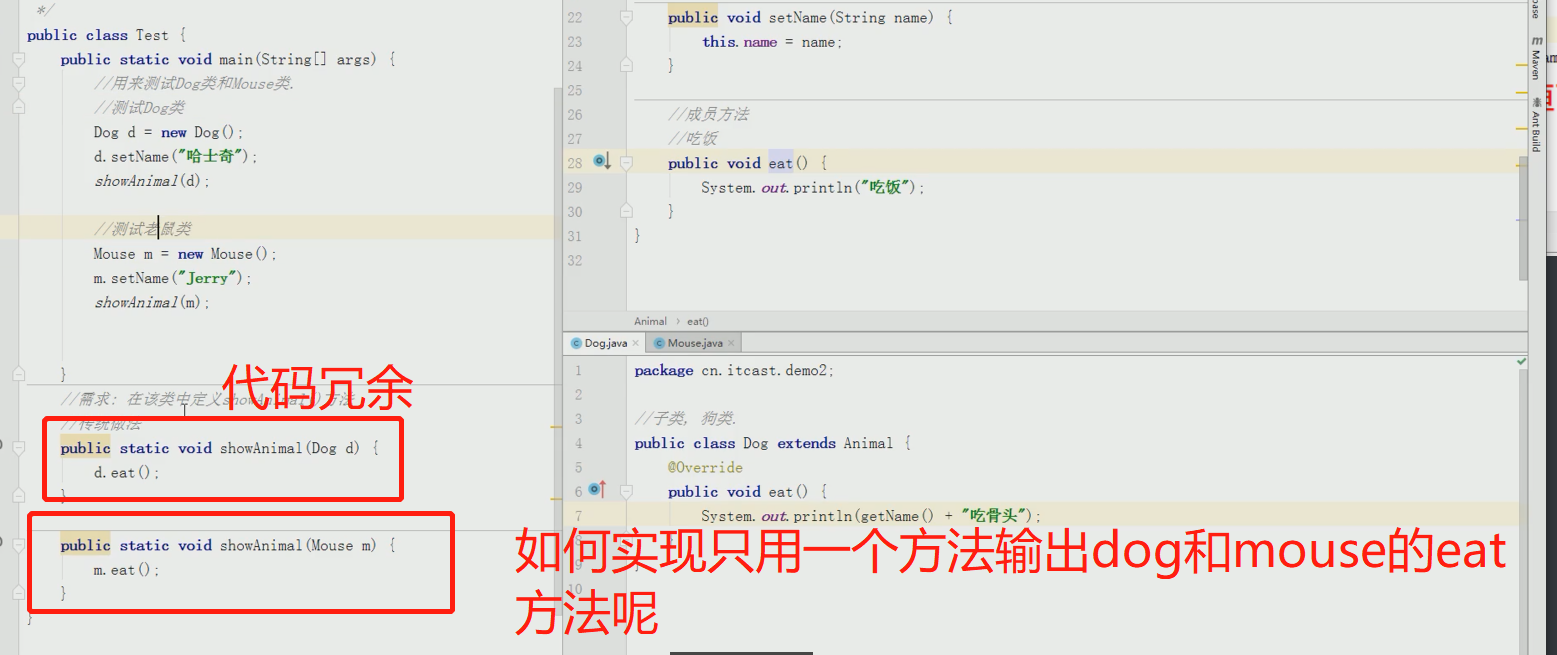 */
public class Test {
public static void main(String[] args) {
//用来测试Dog类和Mouse类.
//测试Dog类
Dog d = new Dog();
d.setName("哈士奇");
showAnimal(d);
//测试老鼠类
Mouse m = new Mouse();
m.setName("Jerry");
showAnimal(m);
}
代码冗余
//需求: 在该类中定义showAnimal()方法
//传统做法
public static void showAnimal(Dog d) {
d.eat();
}
public static void showAnimal(Mouse m) {
m.eat();
}
}
22 public void setName(String name) {
23 this.name = name;
24 }
25
26 //成员方法
27 //吃饭
28 public void eat() {
29 System.out.println("吃饭");
30 }
31 }
32
Animal › eat()
Dog.java × Mouse.java ×
1 package cn.itcast.demo2;
2
3 //子类, 狗类.
4 public class Dog extends Animal {
5 @Override
6 public void eat() {
7 System.out.println(getName() + "吃骨头");
9
10
如何实现只用一个方法输出dog和mouse的eat
方法呢
m Maven
Ant Build